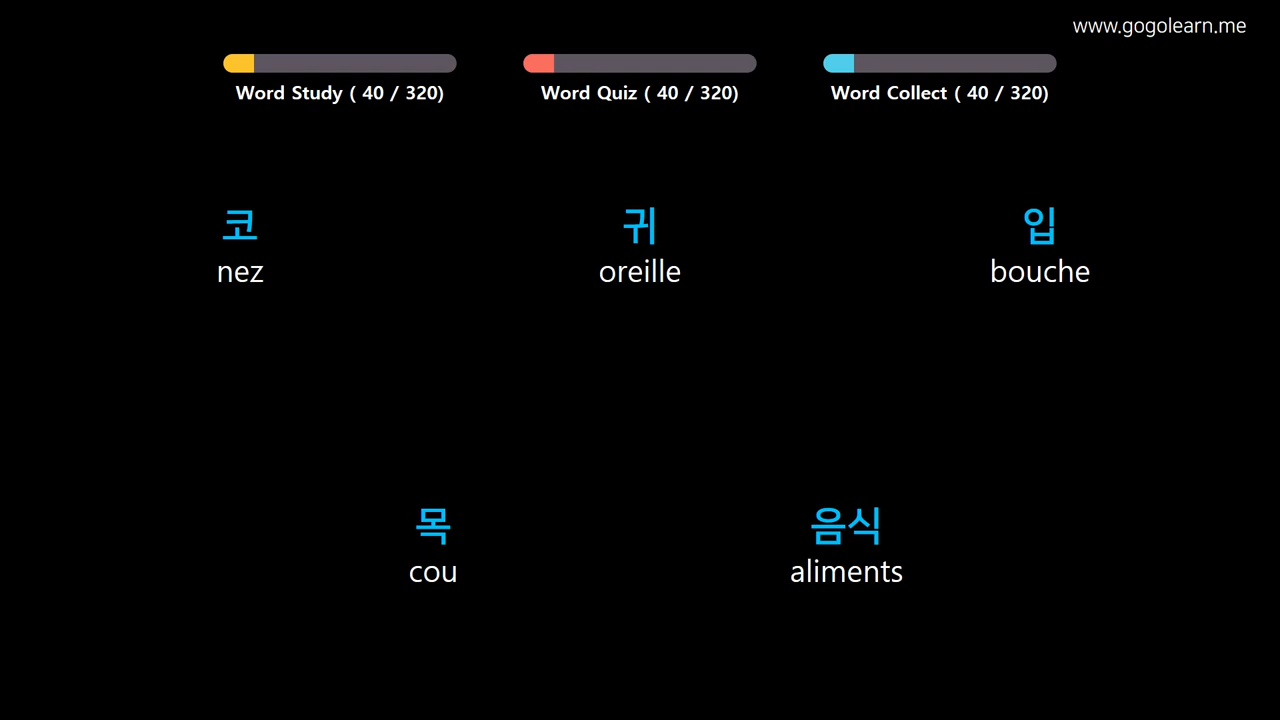 www.gogolearn.me
Word Study ( 40 / 320)
Word Quiz ( 40 / 320)
Word Collect ( 40 / 320)
코
nez
귀
oreille
입
bouche
목
cou
음식
aliments